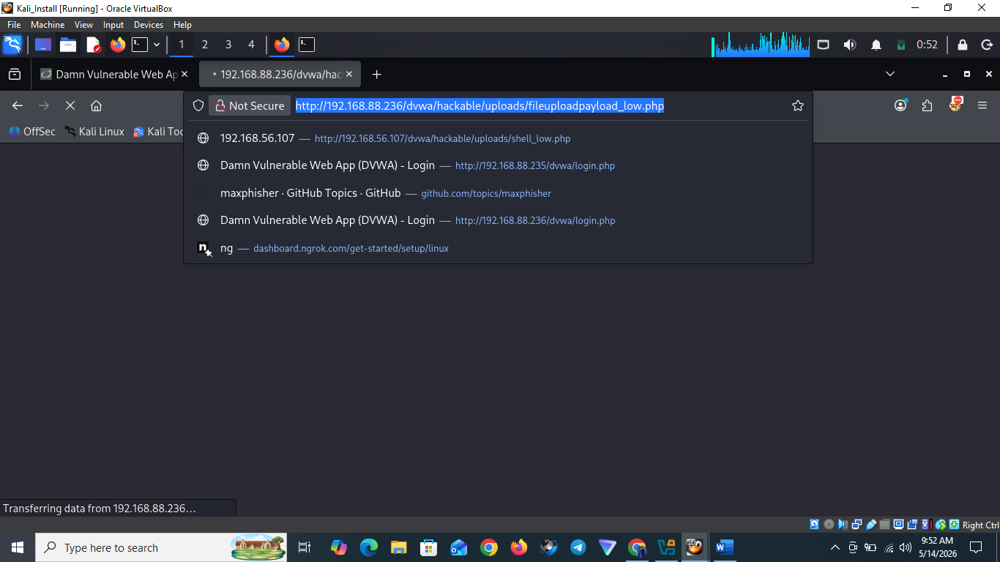 Kali_Install [Running] - Oracle VirtualBox
File Machine View Input Devices Help
1 2 3 4 0:52
Damn Vulnerable Web Ap 192.168.88.236/dvwa/hac
Not Secure http://192.168.88.236/dvwa/hackable/uploads/fileuploadpayload_low.php
OffSec Kali Linux Kali Too
192.168.56.107 — http://192.168.56.107/dvwa/hackable/uploads/shell_low.php
Damn Vulnerable Web App (DVWA) - Login — http://192.168.88.235/dvwa/login.php
maxphisher · GitHub Topics · GitHub — github.com/topics/maxphisher
Damn Vulnerable Web App (DVWA) - Login — http://192.168.88.236/dvwa/login.php
ng — dashboard.ngrok.com/get-started/setup/linux
Transferring data from 192.168.88.236…
Right Ctrl
Type here to search
9:52 AM
5/14/2026